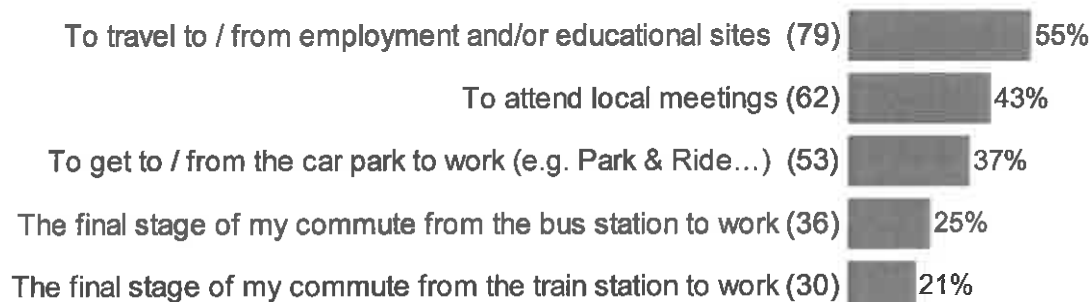 To travel to / from employment and/or educational sites (79) 55%
To attend local meetings (62) 43%
To get to / from the car park to work (e.g. Park & Ride...) (53) 37%
The final stage of my commute from the bus station to work (36) 25%
The final stage of my commute from the train station to work (30) 21%